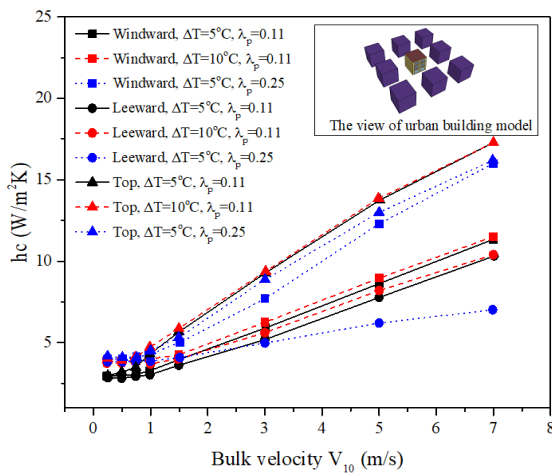 25
20
15
10
5
0
hc (W/m²K)
Windward, ΔT=5°C, λp=0.11
Windward, ΔT=10°C, λp=0.11
Windward, ΔT=5°C, λp=0.25
Leeward, ΔT=5°C, λp=0.11
Leeward, ΔT=10°C, λp=0.11
Leeward, ΔT=5°C, λp=0.25
Top, ΔT=5°C, λp=0.11
Top, ΔT=10°C, λp=0.11
Top, ΔT=5°C, λp=0.25
The view of urban building model
0 1 2 3 4 5 6 7 8
Bulk velocity V₁₀ (m/s)